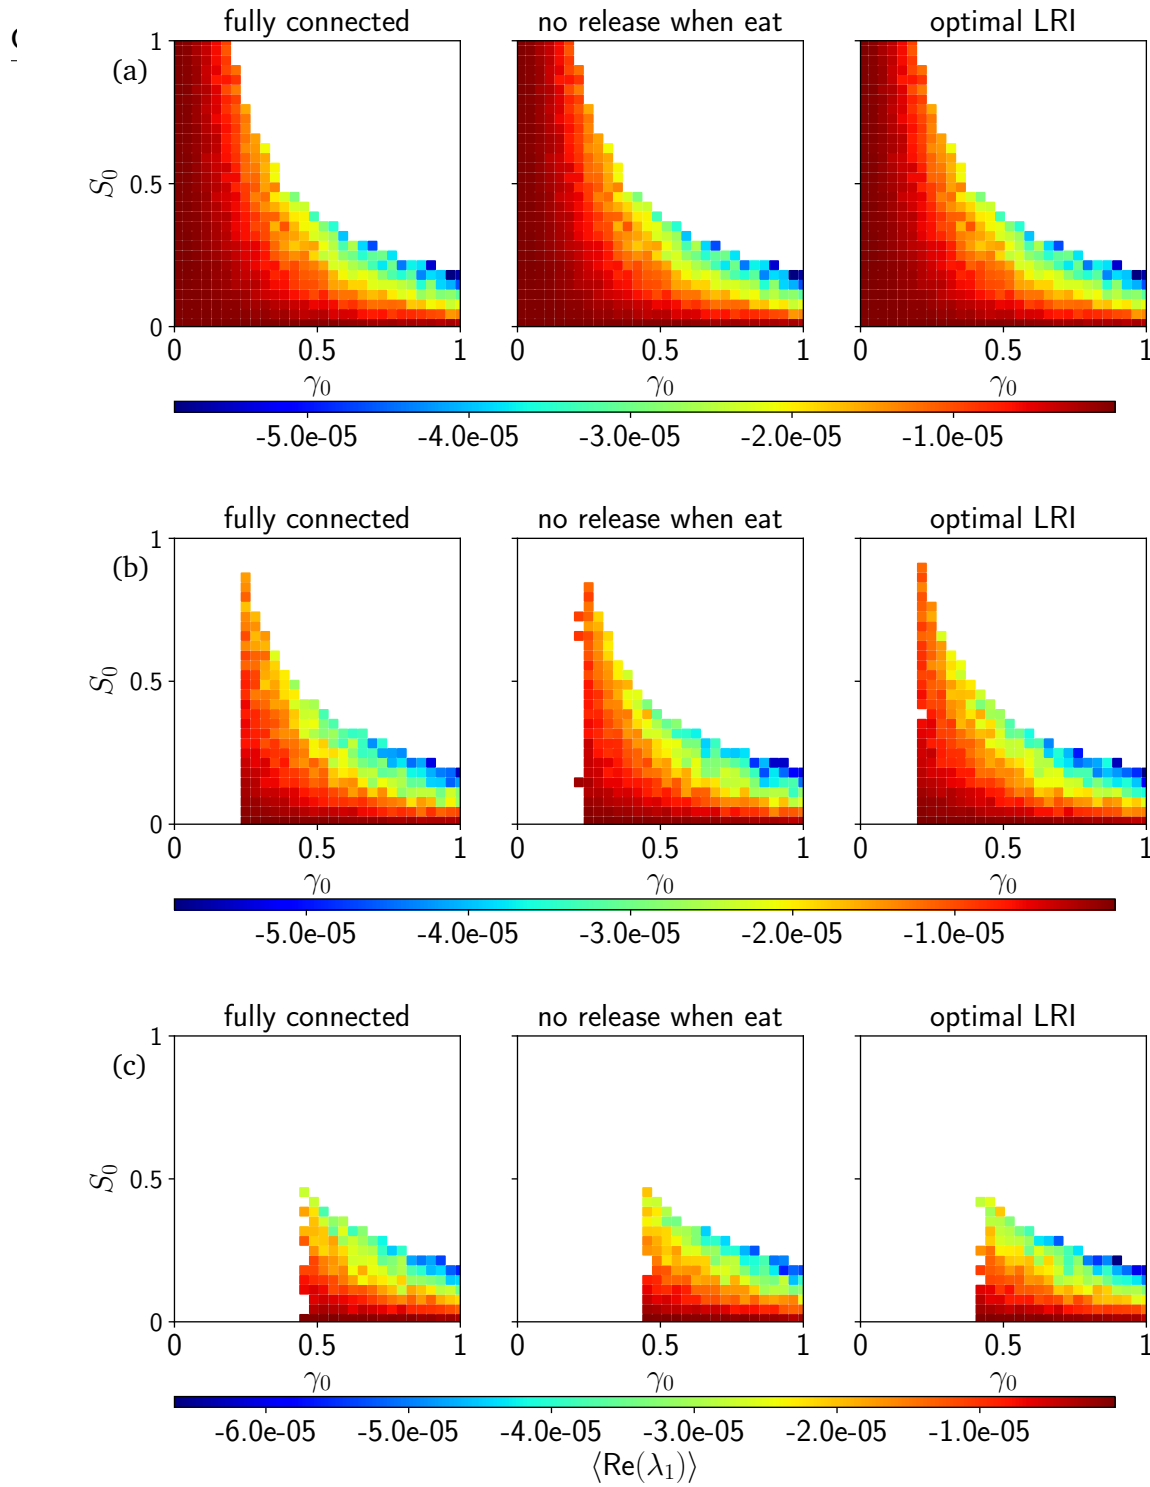 fully connected no release when eat optimal LRI
(a)
1
S₀ 0.5
0
0 0.5 1 0 0.5 1 0 0.5 1
γ₀ γ₀ γ₀
-5.0e-05 -4.0e-05 -3.0e-05 -2.0e-05 -1.0e-05
fully connected no release when eat optimal LRI
1
(b)
S₀ 0.5
0
0 0.5 1 0 0.5 1 0 0.5 1
γ₀ γ₀ γ₀
-5.0e-05 -4.0e-05 -3.0e-05 -2.0e-05 -1.0e-05
fully connected no release when eat optimal LRI
1
(c)
S₀ 0.5
0
0 0.5 1 0 0.5 1 0 0.5 1
γ₀ γ₀ γ₀
-6.0e-05 -5.0e-05 -4.0e-05 -3.0e-05 -2.0e-05 -1.0e-05
⟨Re(λ₁)⟩